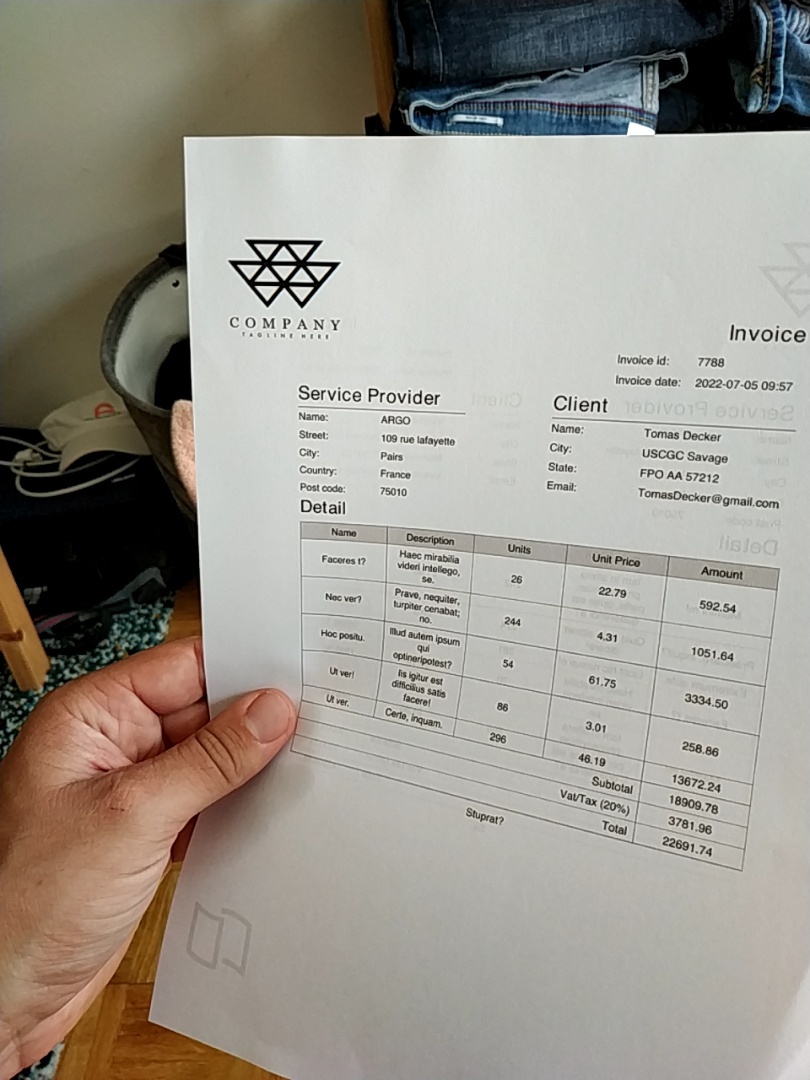 COMPANY
TAGLINE HERE
Invoice
Invoice id: 7788
Invoice date: 2022-07-05 09:57
Service Provider
Name: ARGO
Street: 109 rue lafayette
City: Pairs
Country: France
Post code: 75010
Client
Name: Tomas Decker
City: USCGC Savage
State: FPO AA 57212
Email: TomasDecker@gmail.com
Detail
Name Description Units Unit Price Amount
Faceres t? Haec mirabilia videri intellego, se. 26 22.79 592.54
Nec ver? Prave, nequiter, turpiter cenabat; no. 244 4.31 1051.64
Hoc positu. Illud autem ipsum qui optineripotest? 54 61.75 3334.50
Ut ver! Iis igitur est difficilius satis facere! 86 3.01 258.86
Ut ver. Certe, inquam. 296 46.19 13672.24
Subtotal 18909.78
Vat/Tax (20%) 3781.96
Total 22691.74
Stuprat?